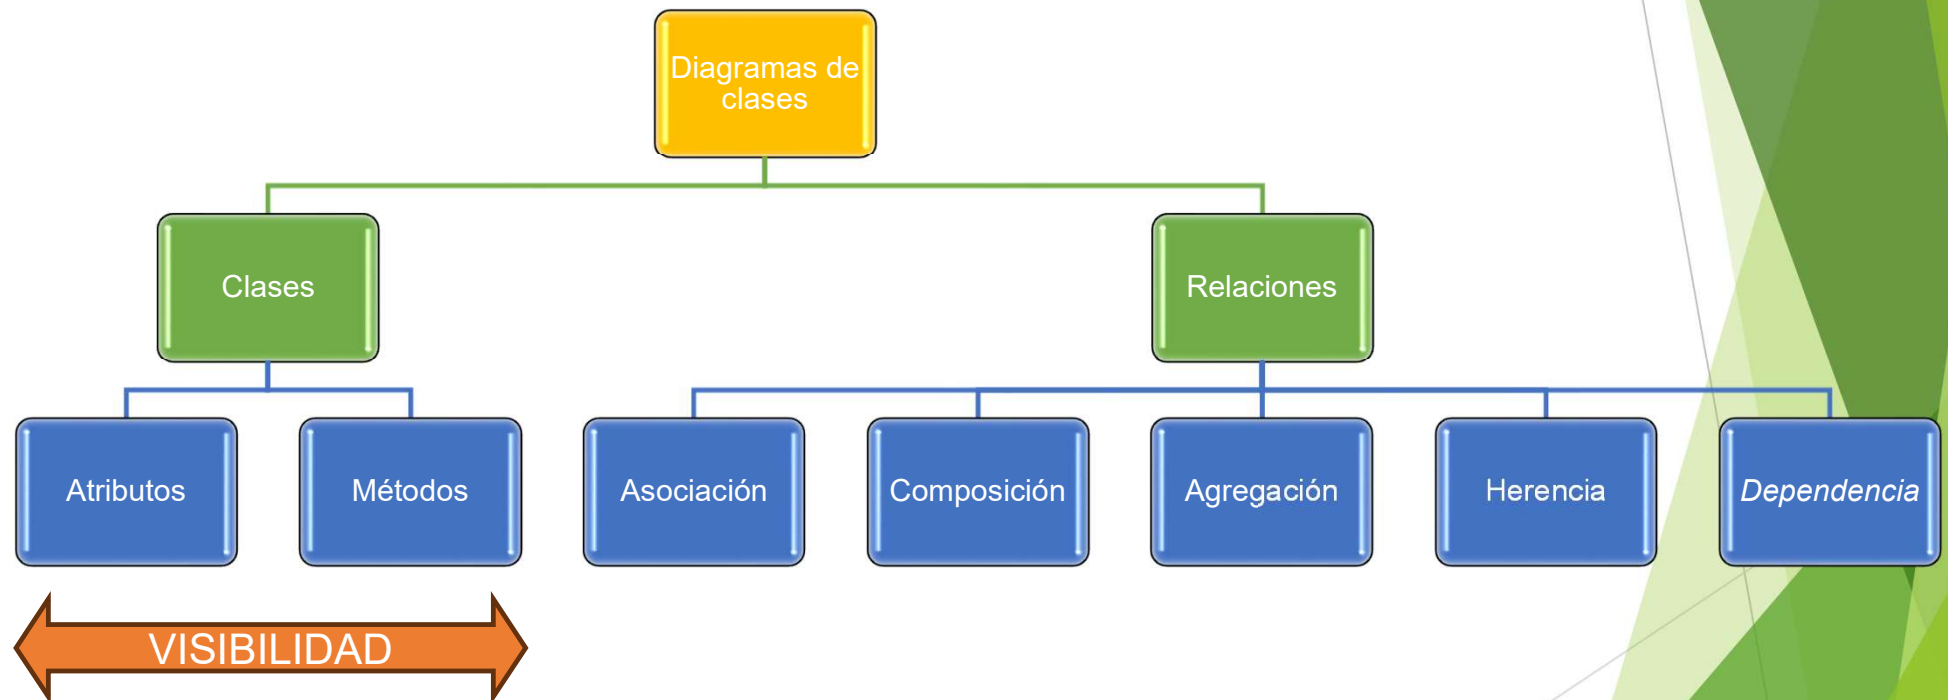 Diagramas de
clases
Clases
Relaciones
Atributos
Métodos
Asociación
Composición
Agregación
Herencia
Dependencia
VISIBILIDAD